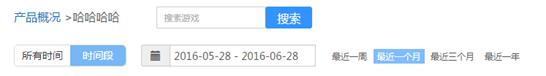 产品概况 >哈哈哈哈 搜索游戏 搜索
所有时间 时间段 2016-05-28 - 2016-06-28 最近一周 最近一个月 最近三个月 最近一年